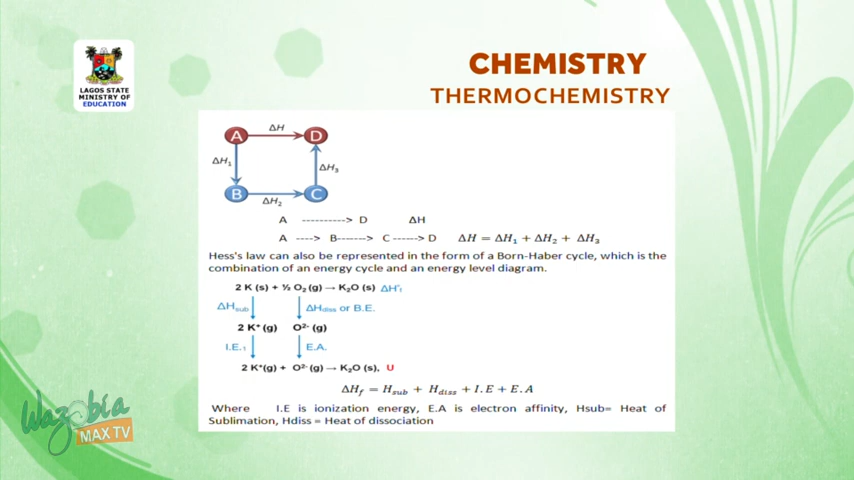 LAGOS STATE
MINISTRY OF
EDUCATION
CHEMISTRY
THERMOCHEMISTRY
A ΔH D
ΔH₁ ΔH₃
B ΔH₂ C
A ----------> D ΔH
A ----> B-------> C ------> D ΔH = ΔH₁ + ΔH₂ + ΔH₃
Hess's law can also be represented in the form of a Born-Haber cycle, which is the
combination of an energy cycle and an energy level diagram.
2 K (s) + ½ O₂ (g) → K₂O (s)
ΔHsub ΔHdiss or B.E.
2 K⁺ (g) O²⁻ (g)
I.E.₁ E.A.
2 K⁺(g) + O²⁻ (g) → K₂O (s), U
ΔHf = Hsub + Hdiss + I.E + E.A
Where I.E is ionization energy, E.A is electron affinity, Hsub= Heat of
Sublimation, Hdiss = Heat of dissociation
Wazobia
MAX TV